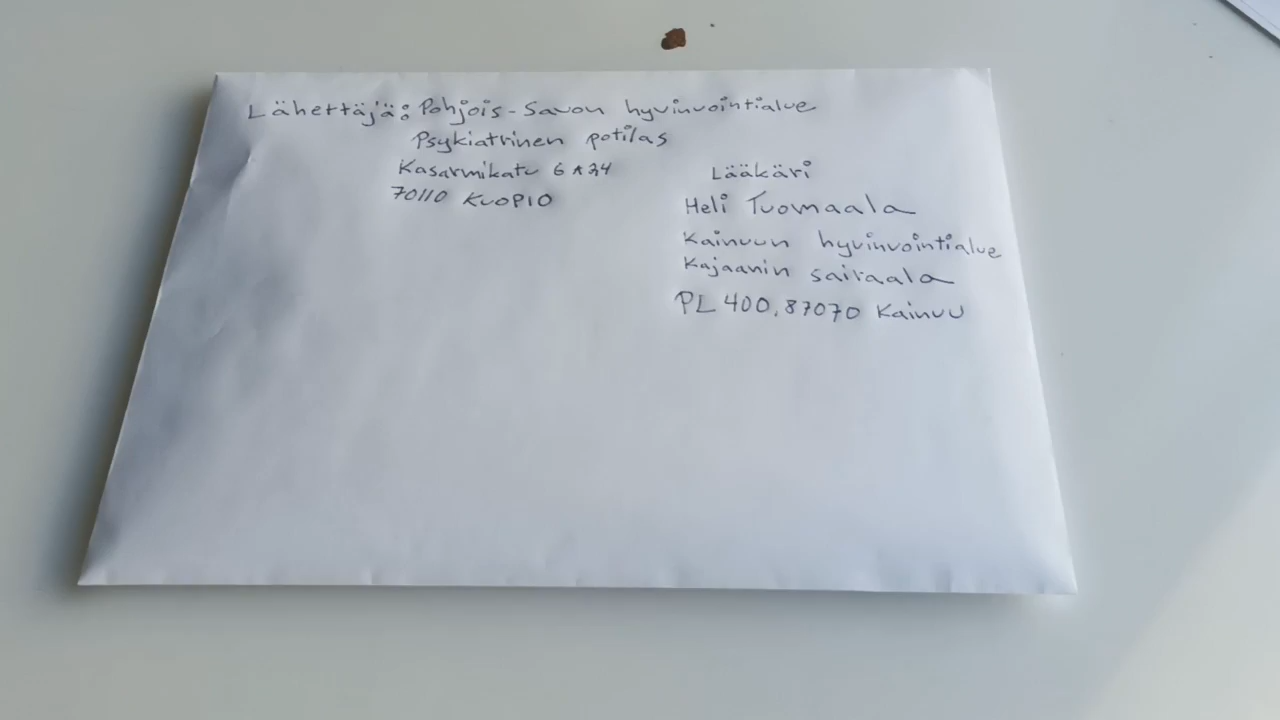 Lähettäjä: Pohjois-Savon hyvinvointialue
Psykiatrinen potilas
Kasarmikatu 6 A 34
70110 KUOPIO
Lääkäri
Heli Tuomaala
Kainuun hyvinvointialue
Kajaanin sairaala
PL 400, 87070 Kainuu